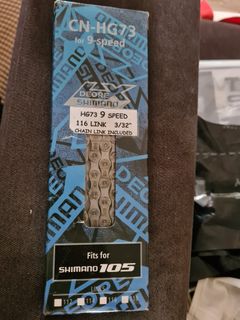 CN-HG73
for 9-speed
DEORE LX
SHIMANO
HG73 9 SPEED
116 LINK 3/32"
CHAIN LINK INCLUDED
Fits for
SHIMANO 105